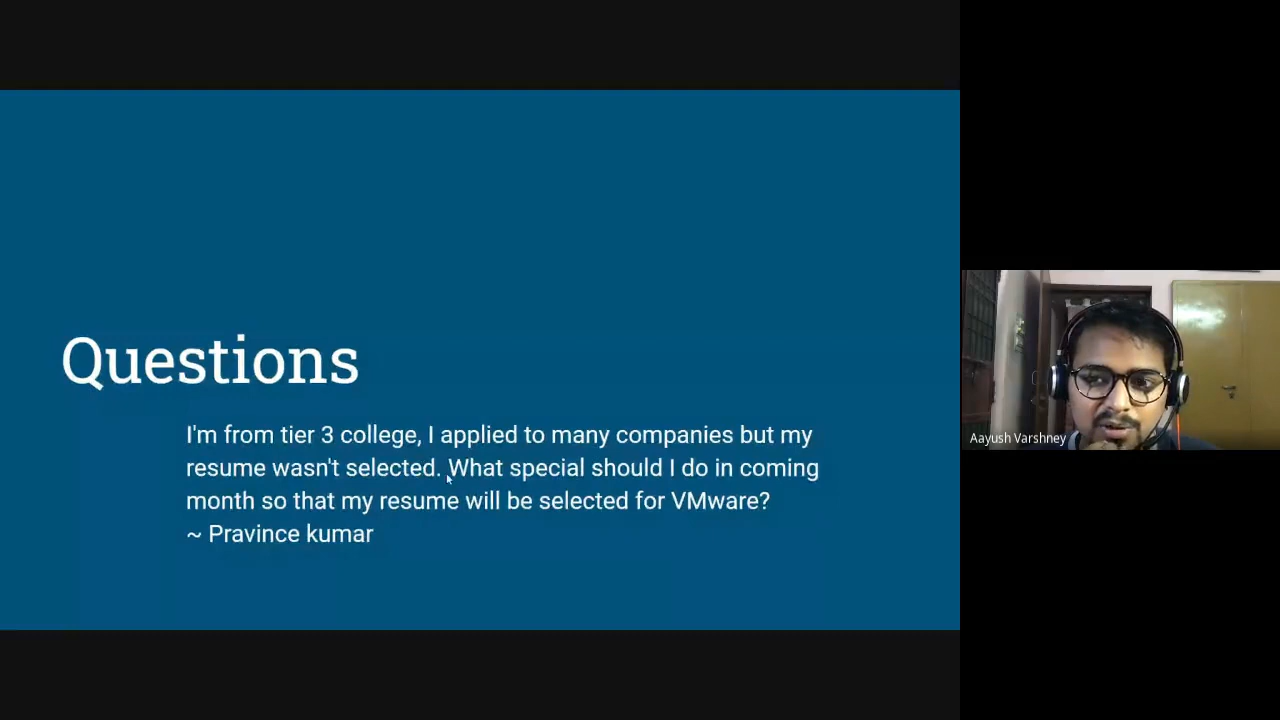 Questions
I'm from tier 3 college, I applied to many companies but my
resume wasn't selected. What special should I do in coming
month so that my resume will be selected for VMware?
~ Pravince kumar
Aayush Varshney